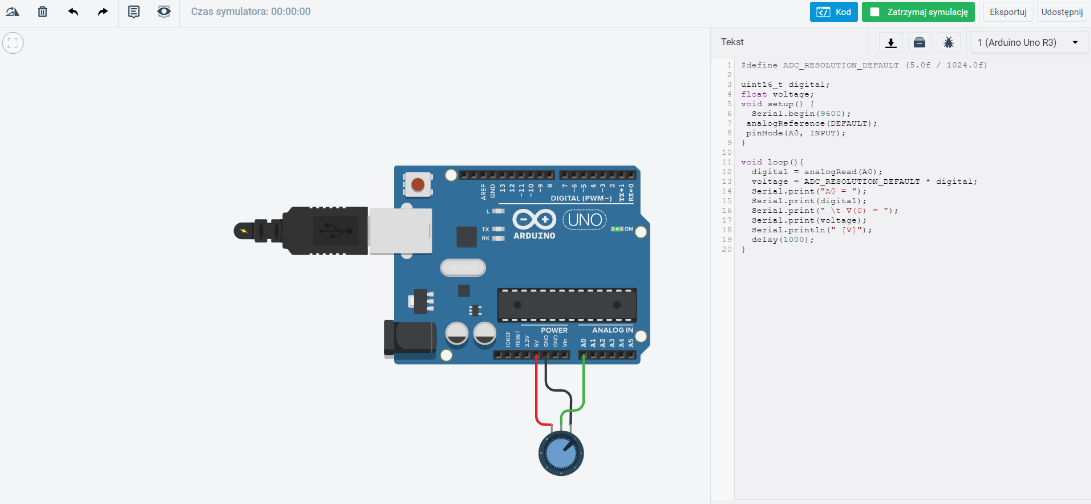 Czas symulatora: 00:00:00
Kod
Zatrzymaj symulację
Eksportuj
Udostępnij
Tekst
1 (Arduino Uno R3)
1 #define ADC_RESOLUTION_DEFAULT (5.0f / 1024.0f)
2
3 uint16_t digital;
4 float voltage;
5 void setup() {
6 Serial.begin(9600);
7 analogReference(DEFAULT);
8 pinMode(A0, INPUT);
9 }
10
11 void loop(){
12 digital = analogRead(A0);
13 voltage = ADC_RESOLUTION_DEFAULT * digital;
14 Serial.print("A0 = ");
15 Serial.print(digital);
16 Serial.print(" \t V(0) = ");
17 Serial.print(voltage);
18 Serial.println(" [V]");
19 delay(1000);
20 }
AREF
GND
13
12
~11
~10
~9
8
7
~6
~5
4
~3
2
TX→1
RX←0
DIGITAL (PWM~)
L
TX
RX
ARDUINO
UNO
ON
POWER
ANALOG IN
IOREF
RESET
3.3V
5V
GND
GND
Vin
A0
A1
A2
A3
A4
A5